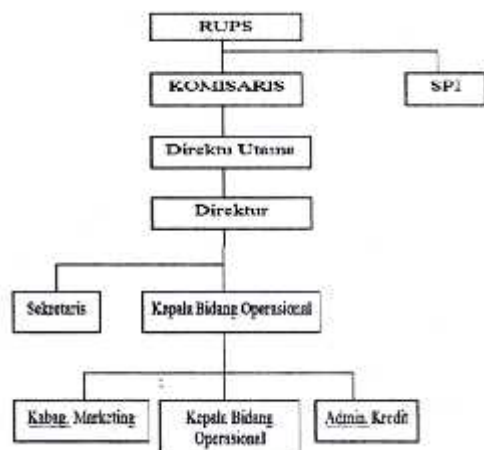 RUPS
KOMISARIS
SPI
Direktu Utama
Direktur
Sekretaris
Kepala Bidang Operasional
Kabag. Marketing
Kepala Bidang
Operasional
Admin. Kredit